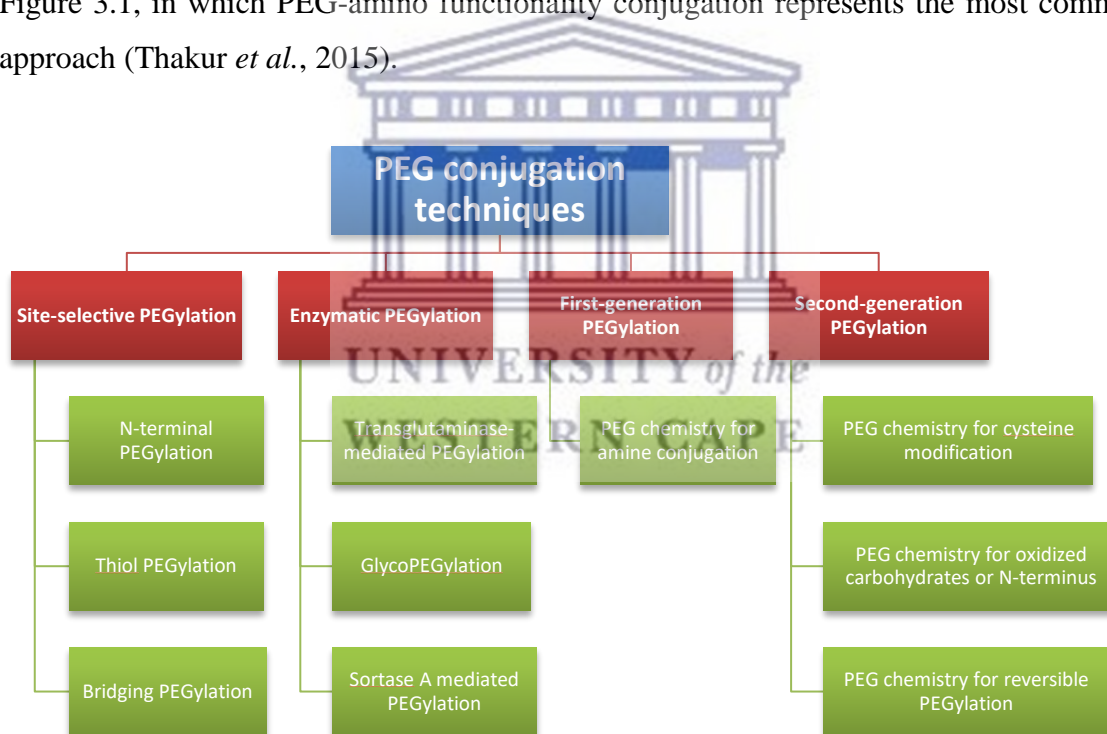 Figure 3.1, in which PEG-amino functionality conjugation represents the most
approach (Thakur et al., 2015).
PEG conjugation
techniques
Site-selective PEGylation
Enzymatic PEGylation
First-generation
PEGylation
Second-generation
PEGylation
UNIVERSITY of the
WESTERN CAPE
N-terminal
PEGylation
Transglutaminase-
mediated PEGylation
PEG chemistry for
amine conjugation
PEG chemistry for cysteine
modification
Thiol PEGylation
GlycoPEGylation
PEG chemistry for oxidized
carbohydrates or N-terminus
Bridging PEGylation
Sortase A mediated
PEGylation
PEG chemistry for reversible
PEGylation